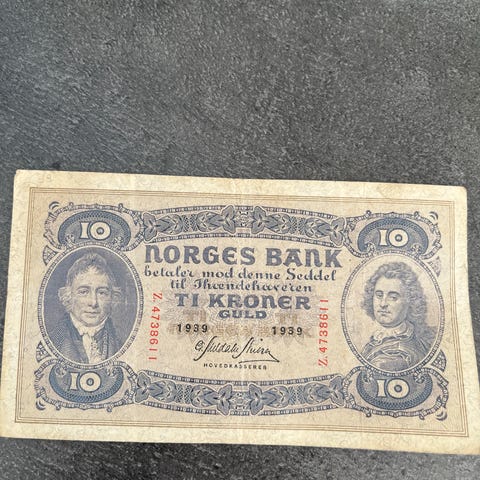 10 10
NORGES BANK
betaler mod denne Seddel
til Ihændehaveren
TI KRONER
GULD
1939 1939
HOVEDKASSERER
Z.4738611
Z.4738611
10 10